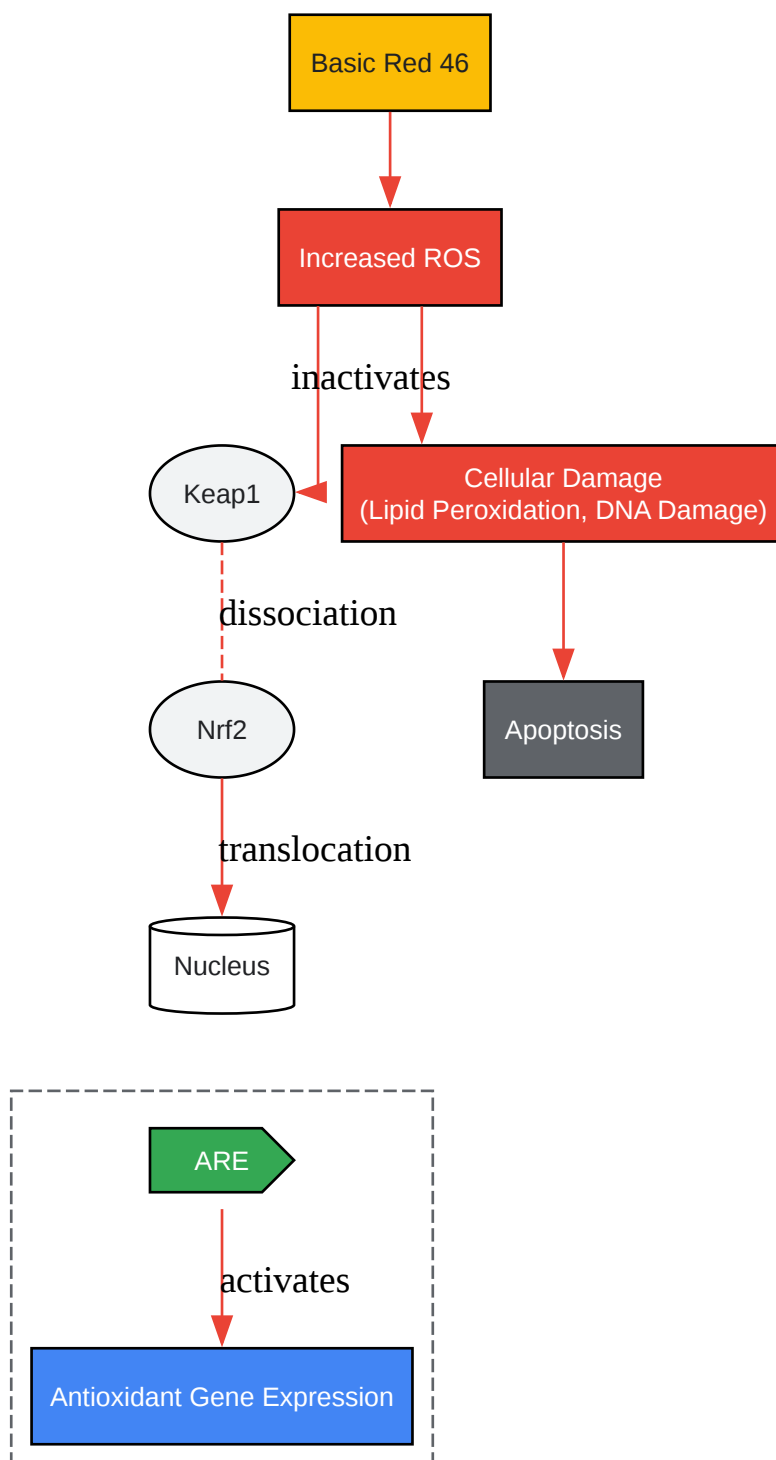 Basic Red 46
Increased ROS
inactivates
Keap1
Cellular Damage
(Lipid Peroxidation, DNA Damage)
dissociation
Nrf2
Apoptosis
translocation
Nucleus
ARE
activates
Antioxidant Gene Expression